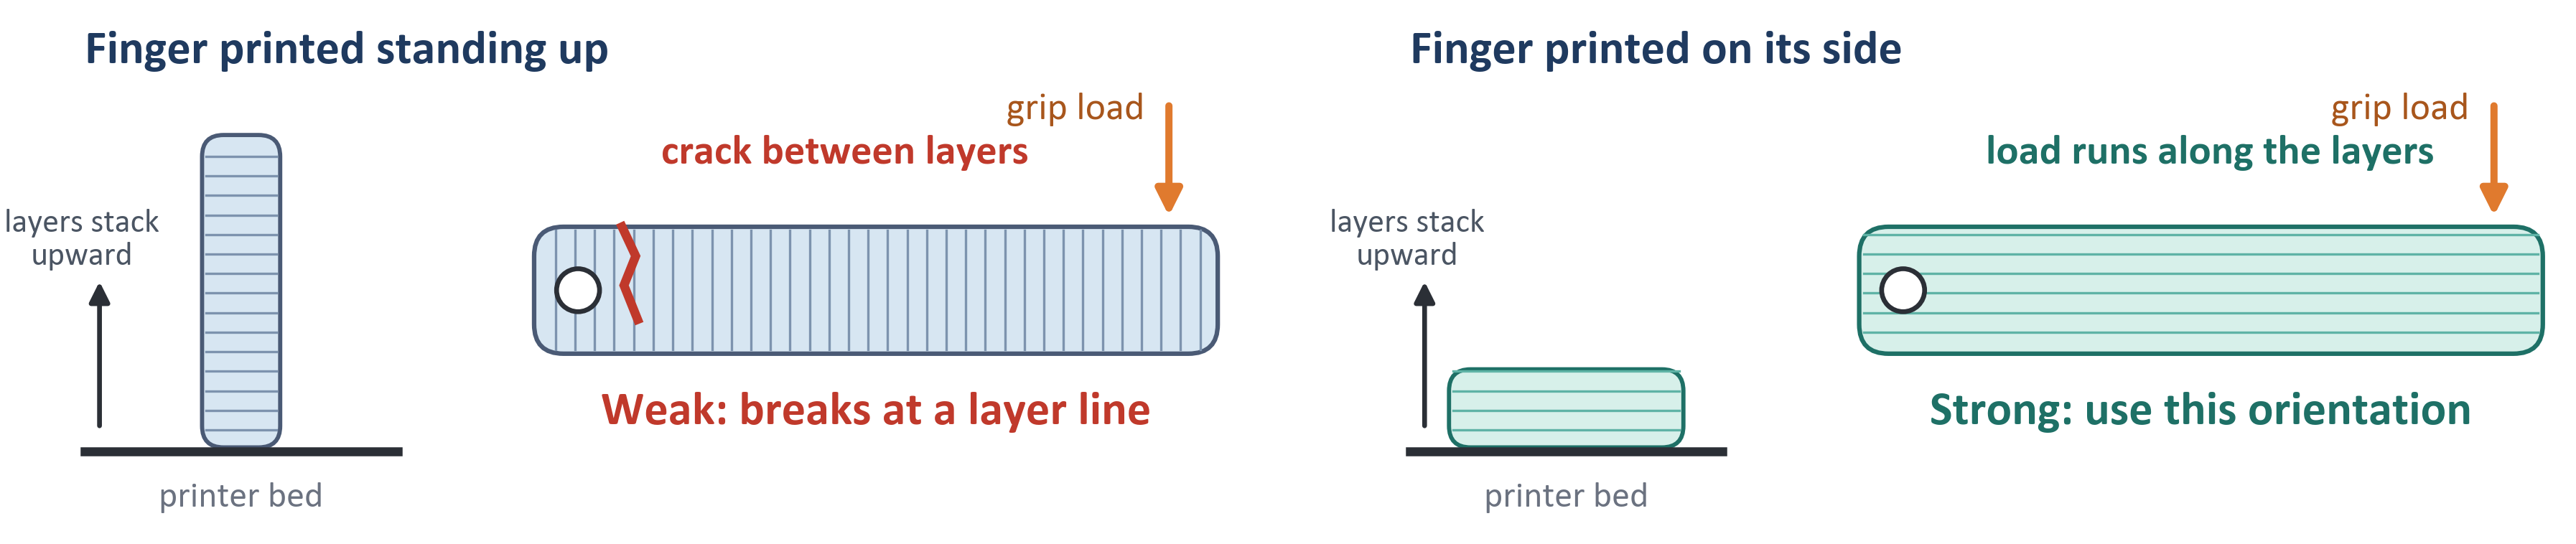 Finger printed standing up
grip load
crack between layers
layers stack
upward
Weak: breaks at a layer line
printer bed
Finger printed on its side
grip load
load runs along the layers
layers stack
upward
Strong: use this orientation
printer bed